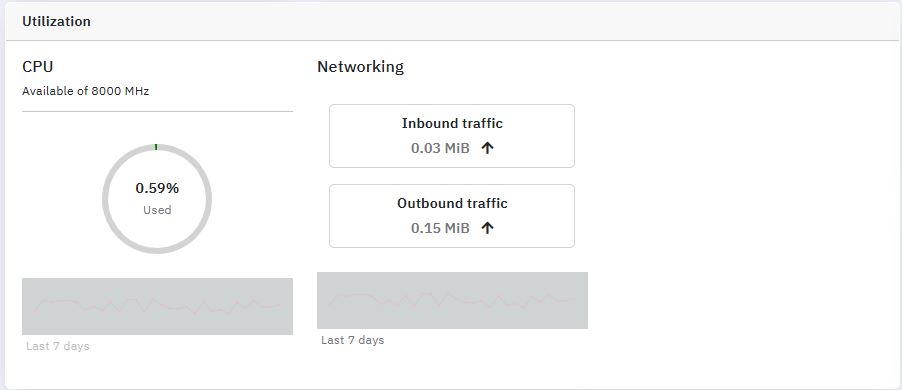 Utilization
CPU
Available of 8000 MHz
0.59%
Used
Last 7 days
Networking
Inbound traffic
0.03 MiB
Outbound traffic
0.15 MiB
Last 7 days